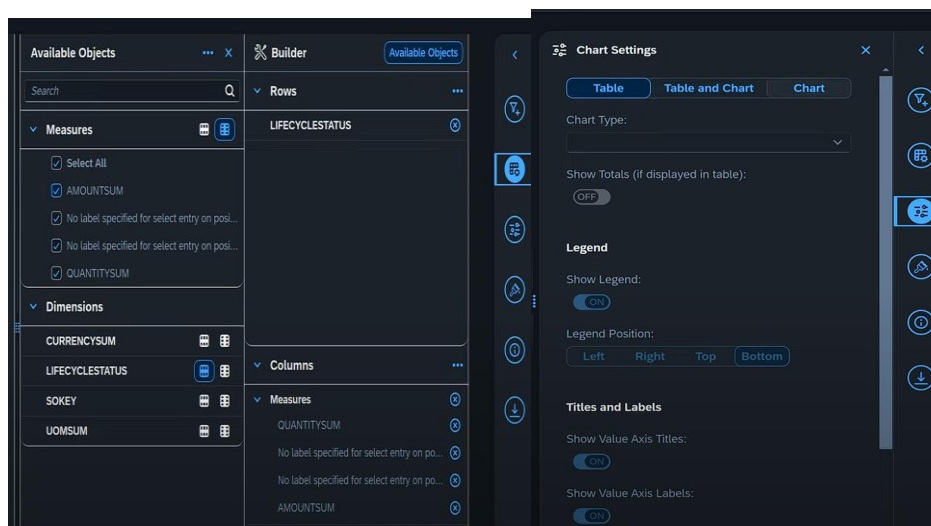 Available Objects
Search
Measures
Select All
AMOUNTSUM
No label specified for select entry on posi...
No label specified for select entry on posi...
QUANTITYSUM
Dimensions
CURRENCYSUM
LIFECYCLESTATUS
SOKEY
UOMSUM
Builder
Available Objects
Rows
LIFECYCLESTATUS
Columns
Measures
QUANTITYSUM
No label specified for select entry on po...
No label specified for select entry on po...
AMOUNTSUM
Chart Settings
Table Table and Chart Chart
Chart Type:
Show Totals (if displayed in table):
OFF
Legend
Show Legend:
ON
Legend Position:
Left Right Top Bottom
Titles and Labels
Show Value Axis Titles:
ON
Show Value Axis Labels:
ON